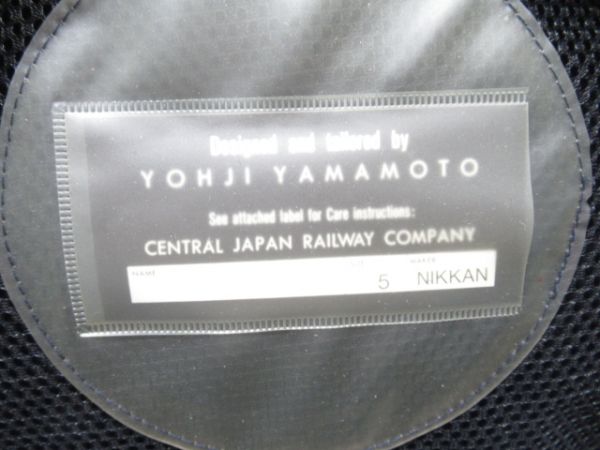 Designed and tailored by
YOHJI YAMAMOTO
See attached label for Care instructions:
CENTRAL JAPAN RAILWAY COMPANY
NAME MAKER
5 NIKKAN